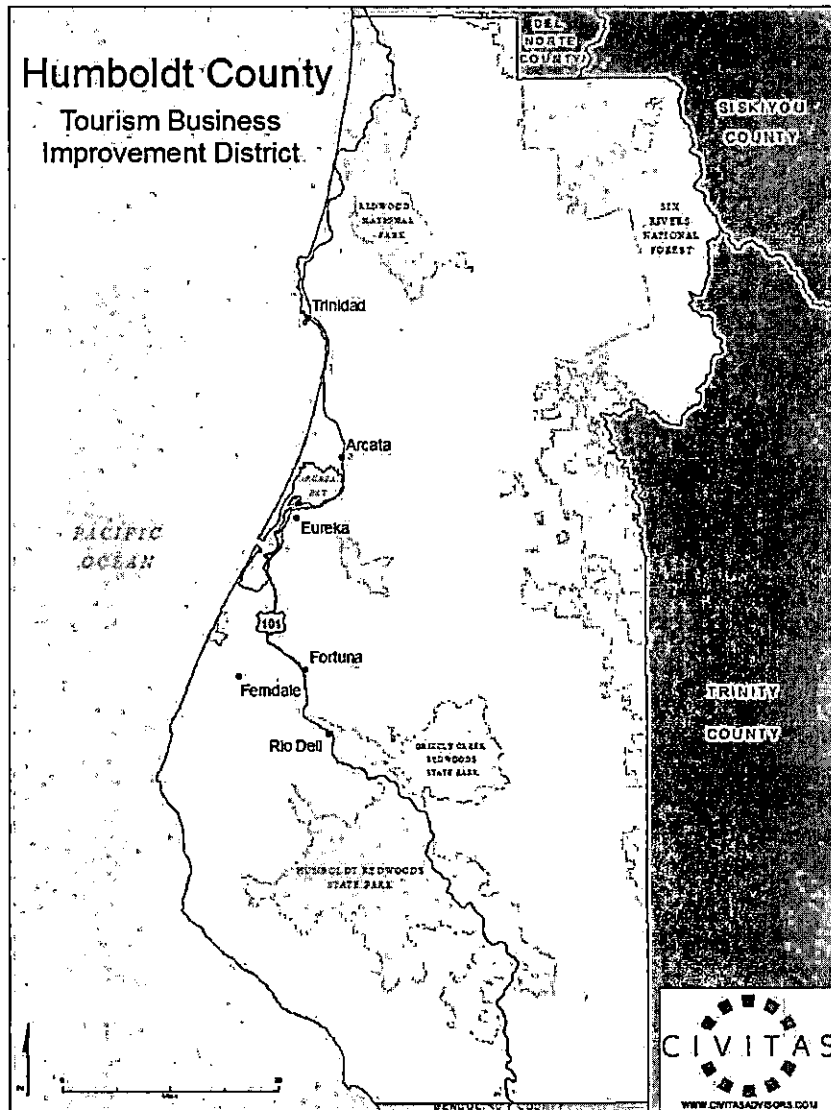 Humboldt County
Tourism Business
Improvement District
DEL
NORTE
COUNTY
SISKIYOU
COUNTY
REDWOOD
NATIONAL
PARK
SIX
RIVERS
NATIONAL
FOREST
Trinidad
Arcata
ARCATA
BAY
Eureka
PACIFIC
OCEAN
101
Fortuna
Ferndale
TRINITY
COUNTY
Rio Dell
GRIZZLY CREEK
REDWOODS
STATE PARK
HUMBOLDT REDWOODS
STATE PARK
CIVITAS
WWW.CIVITASADVISORS.COM
N
MENDOCINO COUNTY